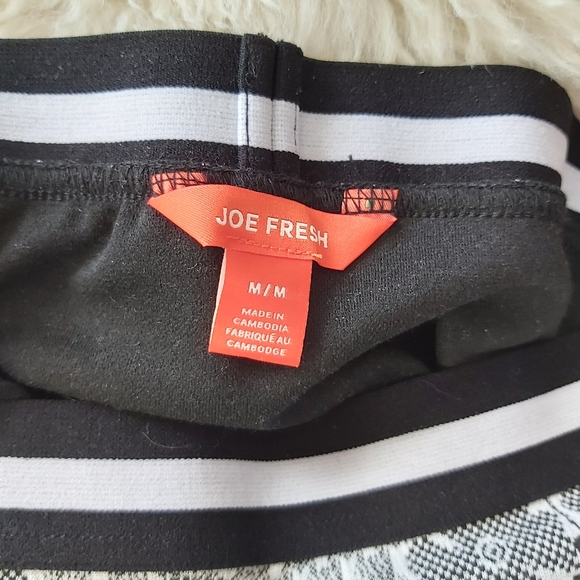 JOE FRESH
M/M
MADE IN
CAMBODIA
FABRIQUÉ AU
CAMBODGE